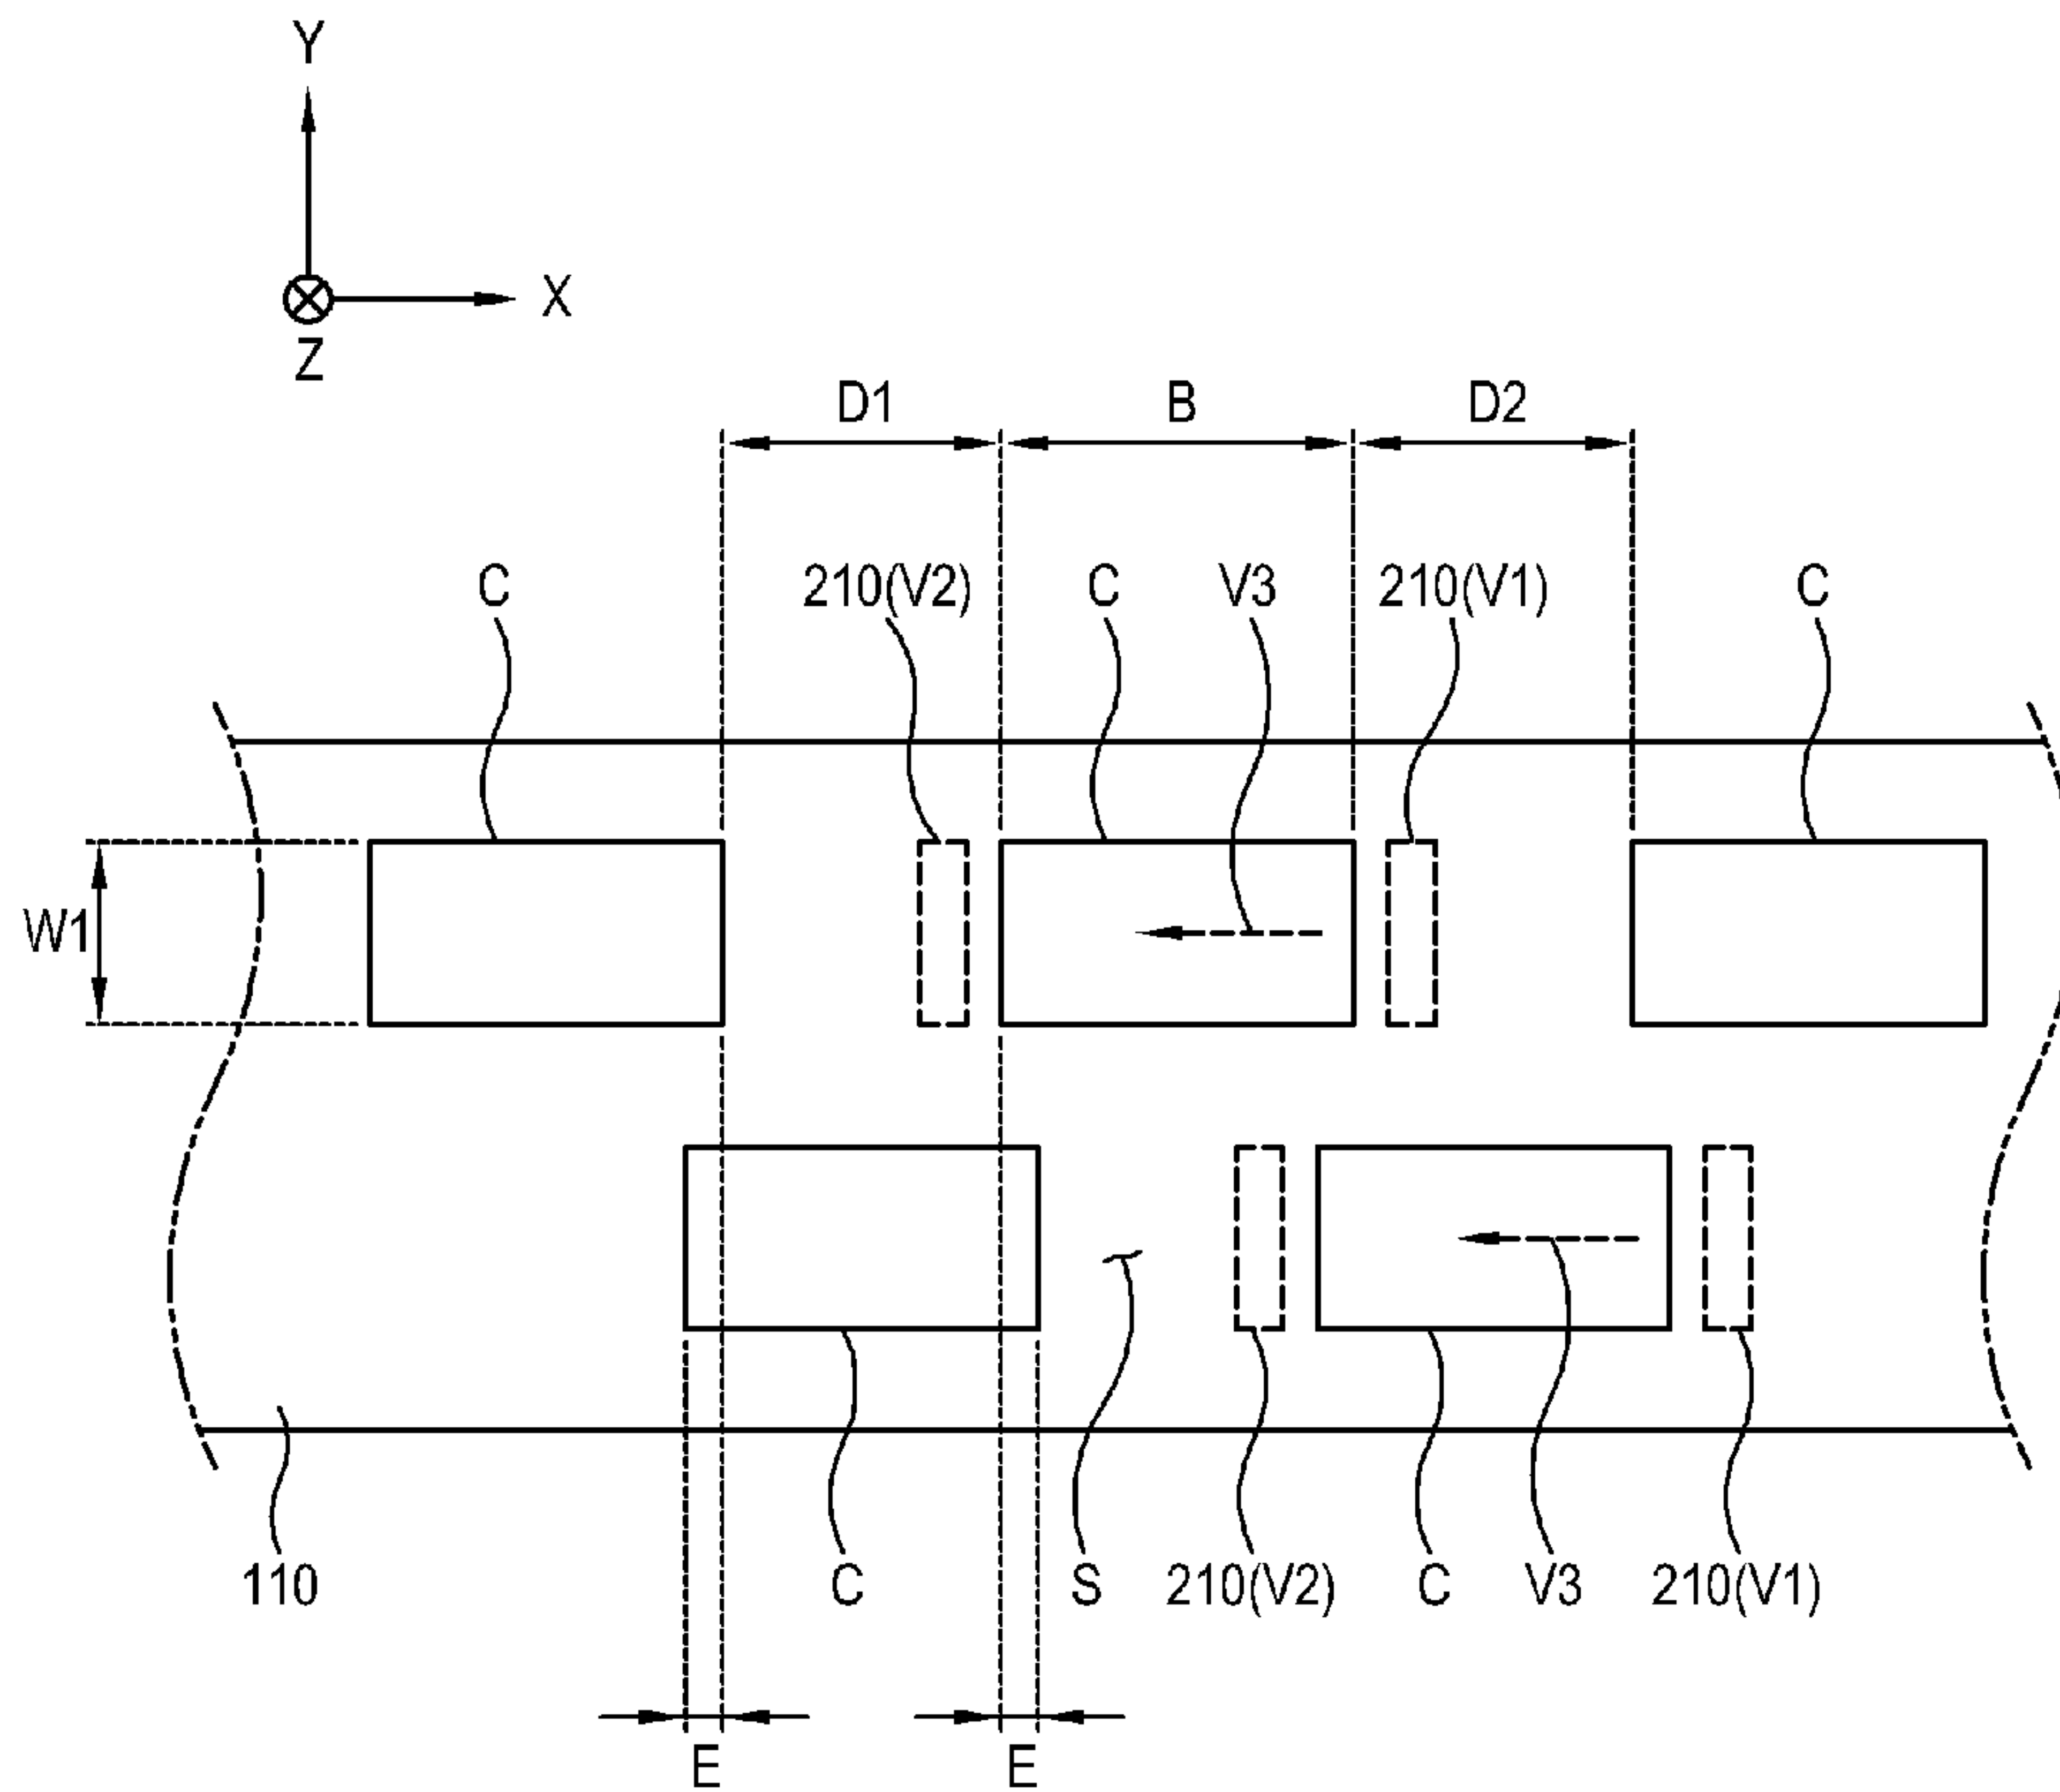 Y
X
Z
D1 B D2
C 210(V2) C V3 210(V1) C
W1
110 C S 210(V2) C V3 210(V1)
E E